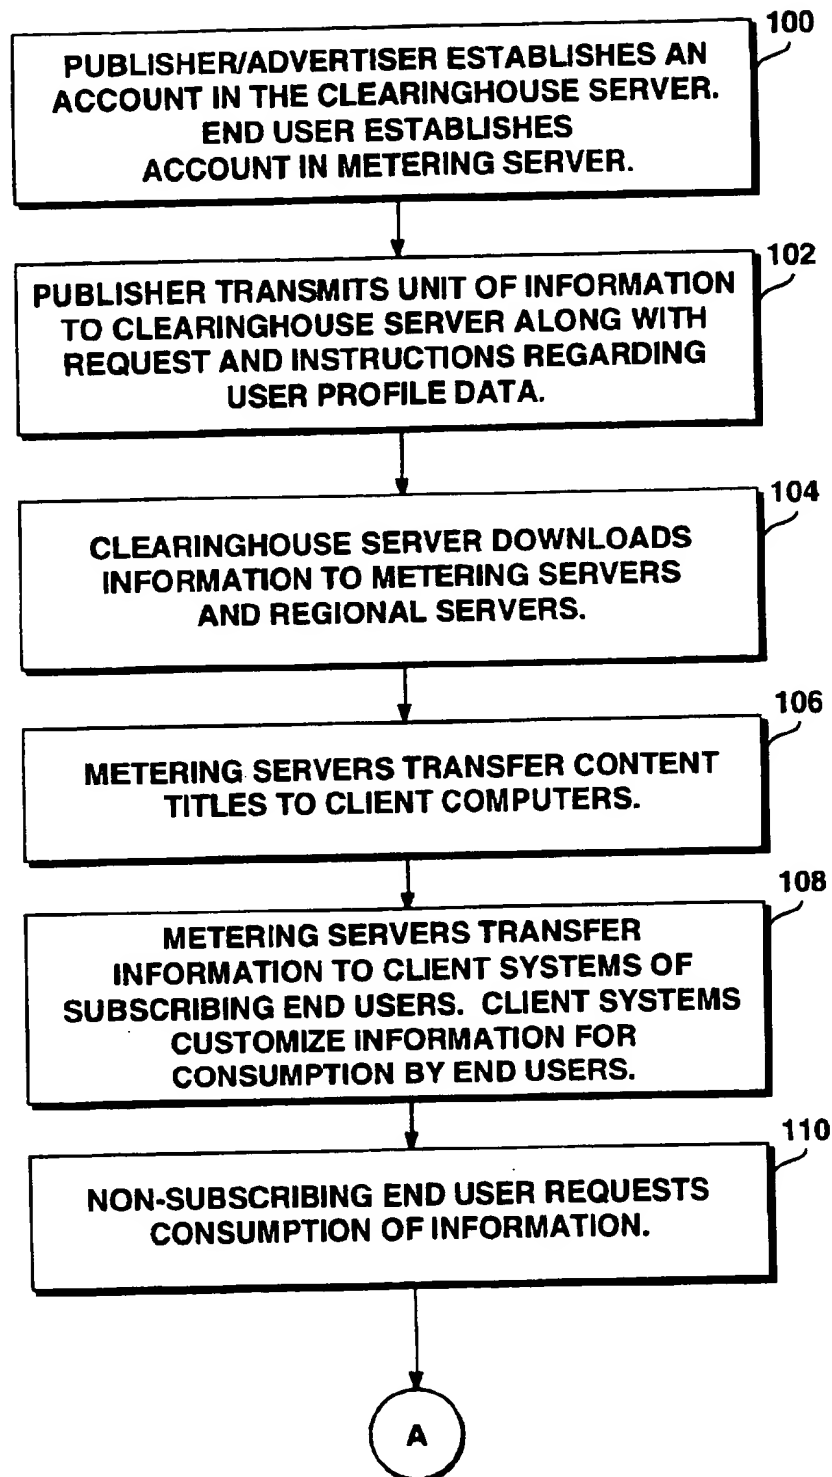 100
PUBLISHER/ADVERTISER ESTABLISHES AN
ACCOUNT IN THE CLEARINGHOUSE SERVER.
END USER ESTABLISHES
ACCOUNT IN METERING SERVER.
102
PUBLISHER TRANSMITS UNIT OF INFORMATION
TO CLEARINGHOUSE SERVER ALONG WITH
REQUEST AND INSTRUCTIONS REGARDING
USER PROFILE DATA.
104
CLEARINGHOUSE SERVER DOWNLOADS
INFORMATION TO METERING SERVERS
AND REGIONAL SERVERS.
106
METERING SERVERS TRANSFER CONTENT
TITLES TO CLIENT COMPUTERS.
108
METERING SERVERS TRANSFER
INFORMATION TO CLIENT SYSTEMS OF
SUBSCRIBING END USERS. CLIENT SYSTEMS
CUSTOMIZE INFORMATION FOR
CONSUMPTION BY END USERS.
110
NON-SUBSCRIBING END USER REQUESTS
CONSUMPTION OF INFORMATION.
A